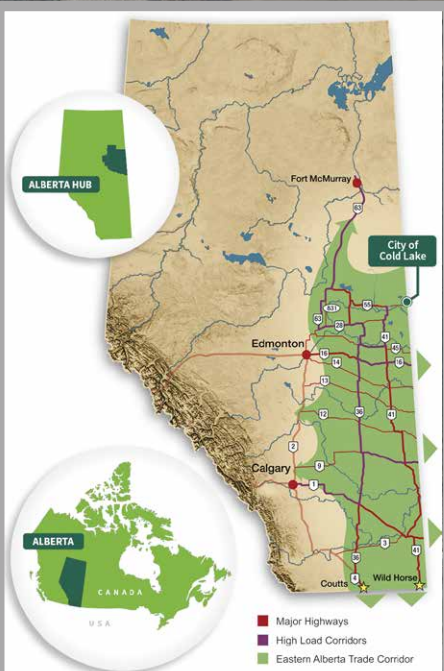 Fort McMurray
63
ALBERTA HUB
City of
Cold Lake
831
55
63
28
41
45
Edmonton
16
16
14
13
12
36
41
2
9
Calgary
1
ALBERTA
CANADA
USA
3
36
41
4
Coutts
Wild Horse
Major Highways
High Load Corridors
Eastern Alberta Trade Corridor